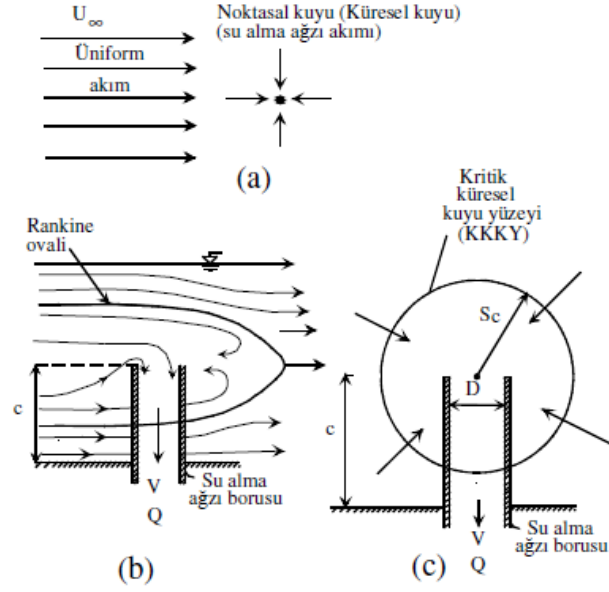 U∞
Üniform
akım
Noktasal kuyu (Küresel kuyu)
(su alma ağzı akımı)
(a)
Rankine
ovali
c
V
Q
Su alma
ağzı borusu
(b)
Kritik
küresel
kuyu yüzeyi
(KKKY)
Sc
D
c
V
Q
Su alma
ağzı borusu
(c)